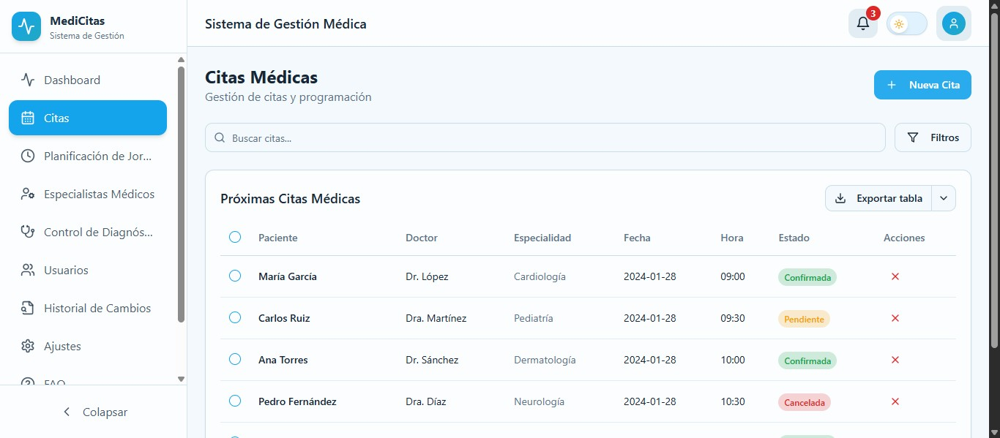 MediCitas
Sistema de Gestión
Sistema de Gestión Médica
3
Dashboard
Citas
Planificación de Jor...
Especialistas Médicos
Control de Diagnós...
Usuarios
Historial de Cambios
Ajustes
FAQ
Colapsar
Citas Médicas
Gestión de citas y programación
Nueva Cita
Buscar citas...
Filtros
Próximas Citas Médicas
Exportar tabla
Paciente Doctor Especialidad Fecha Hora Estado Acciones
María García Dr. López Cardiología 2024-01-28 09:00 Confirmada
Carlos Ruiz Dra. Martínez Pediatría 2024-01-28 09:30 Pendiente
Ana Torres Dr. Sánchez Dermatología 2024-01-28 10:00 Confirmada
Pedro Fernández Dra. Díaz Neurología 2024-01-28 10:30 Cancelada